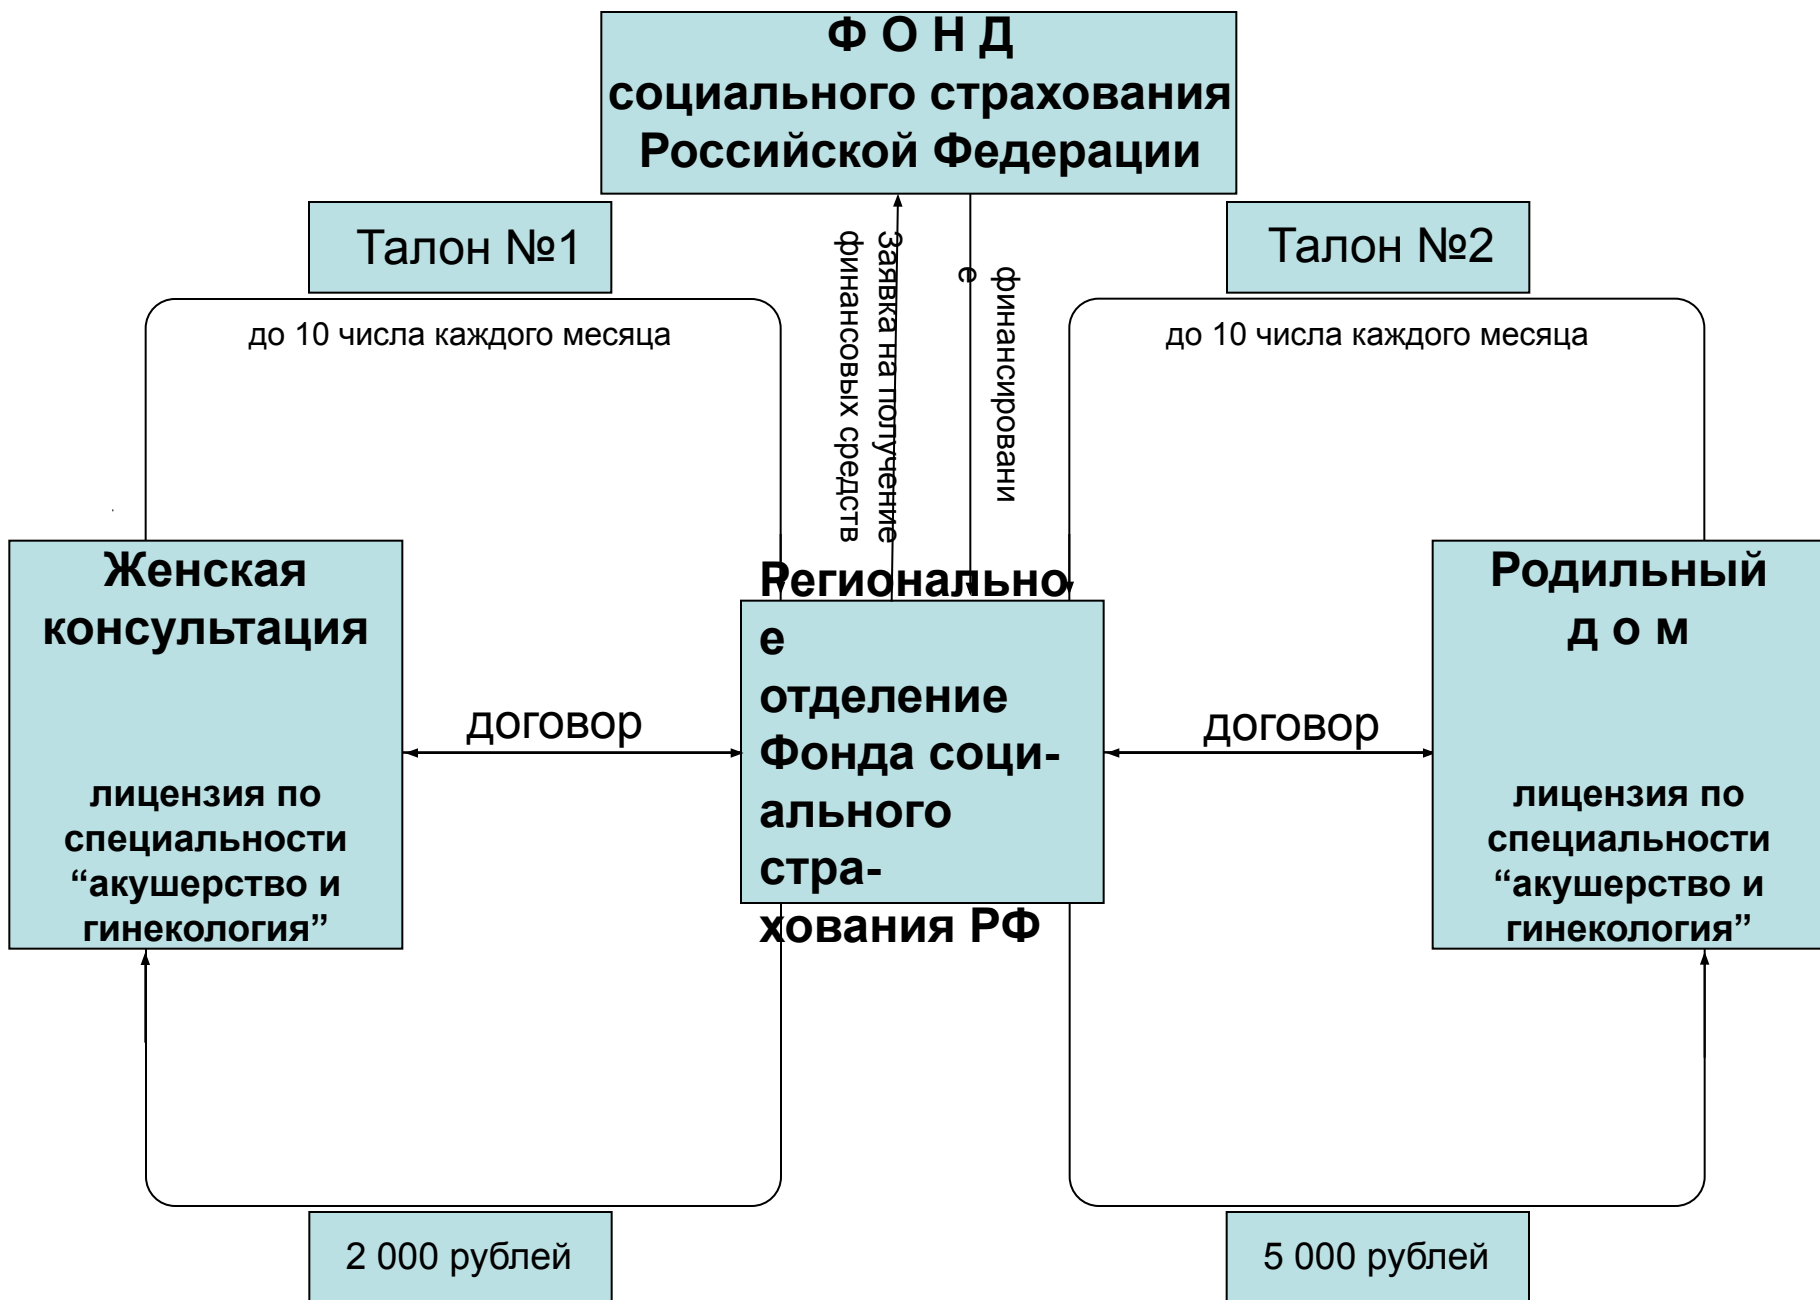 Ф О Н Д
социального страхования
Российской Федерации
Талон №1
Талон №2
до 10 числа каждого месяца
Заявка на получение
финансовых средств
финансировани
е
до 10 числа каждого месяца
Женская
консультация
лицензия по
специальности
“акушерство и
гинекология”
договор
Регионально
е
отделение
Фонда соци-
ального
стра-
хования РФ
договор
Родильный
д о м
лицензия по
специальности
“акушерство и
гинекология”
2 000 рублей
5 000 рублей